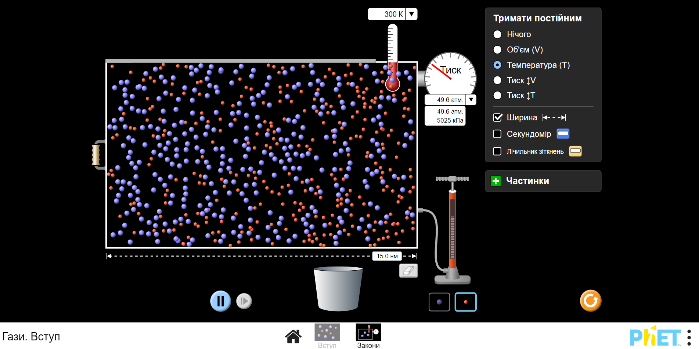 300 K
Тримати постійним
Нічого
Об'єм (V)
Температура (T)
Тиск ↕V
Тиск ↕T
Ширина
Секундомір
Лічильник зіткнень
Частинки
Тиск
49.6 атм.
49.6 атм.
5025 кПа
15.0 нм
Гази. Вступ
Вступ
Закони
PhET